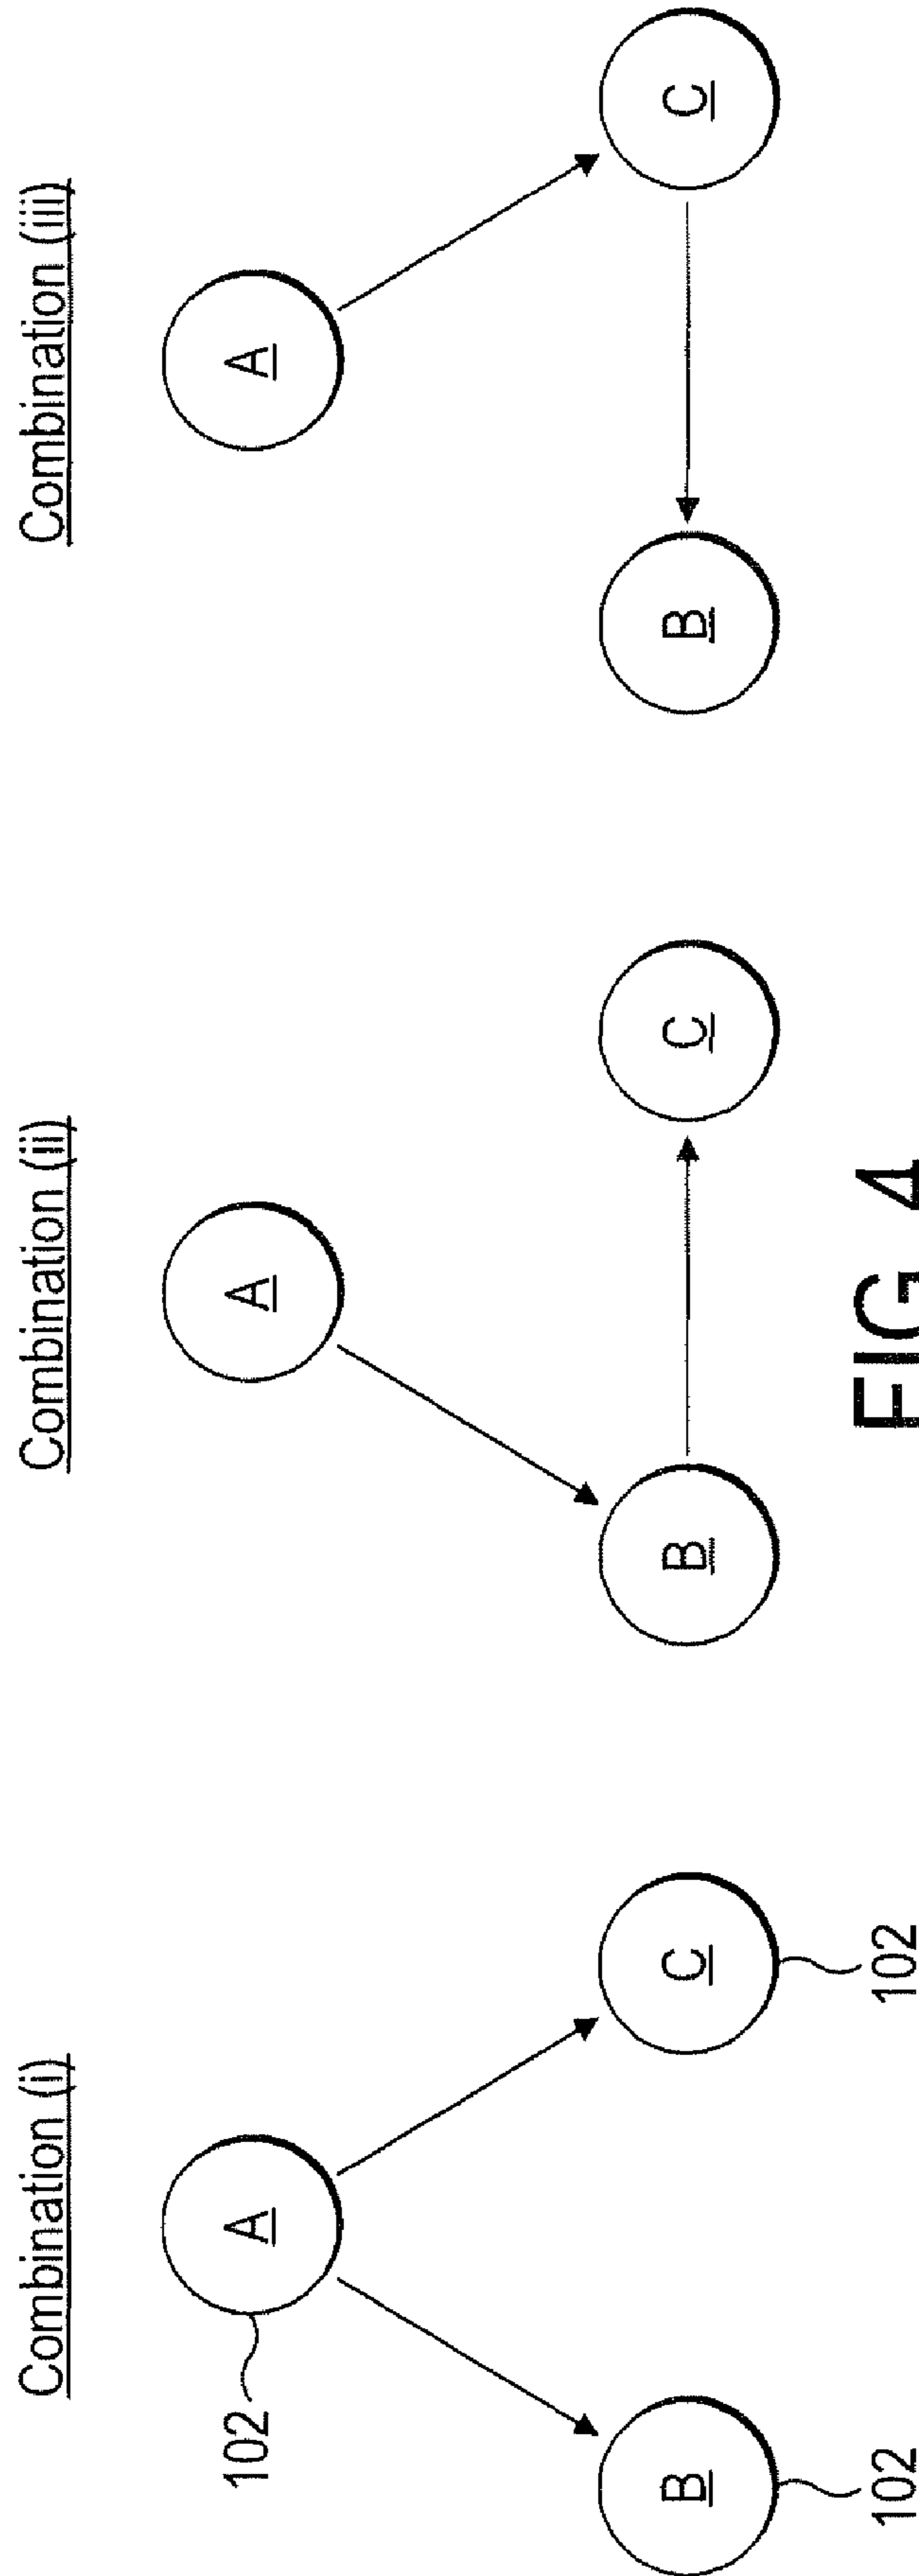 Combination (i)
Combination (ii)
Combination (iii)
102
A
A
A
B
C
B
C
B
C
102
102
FIG. 4